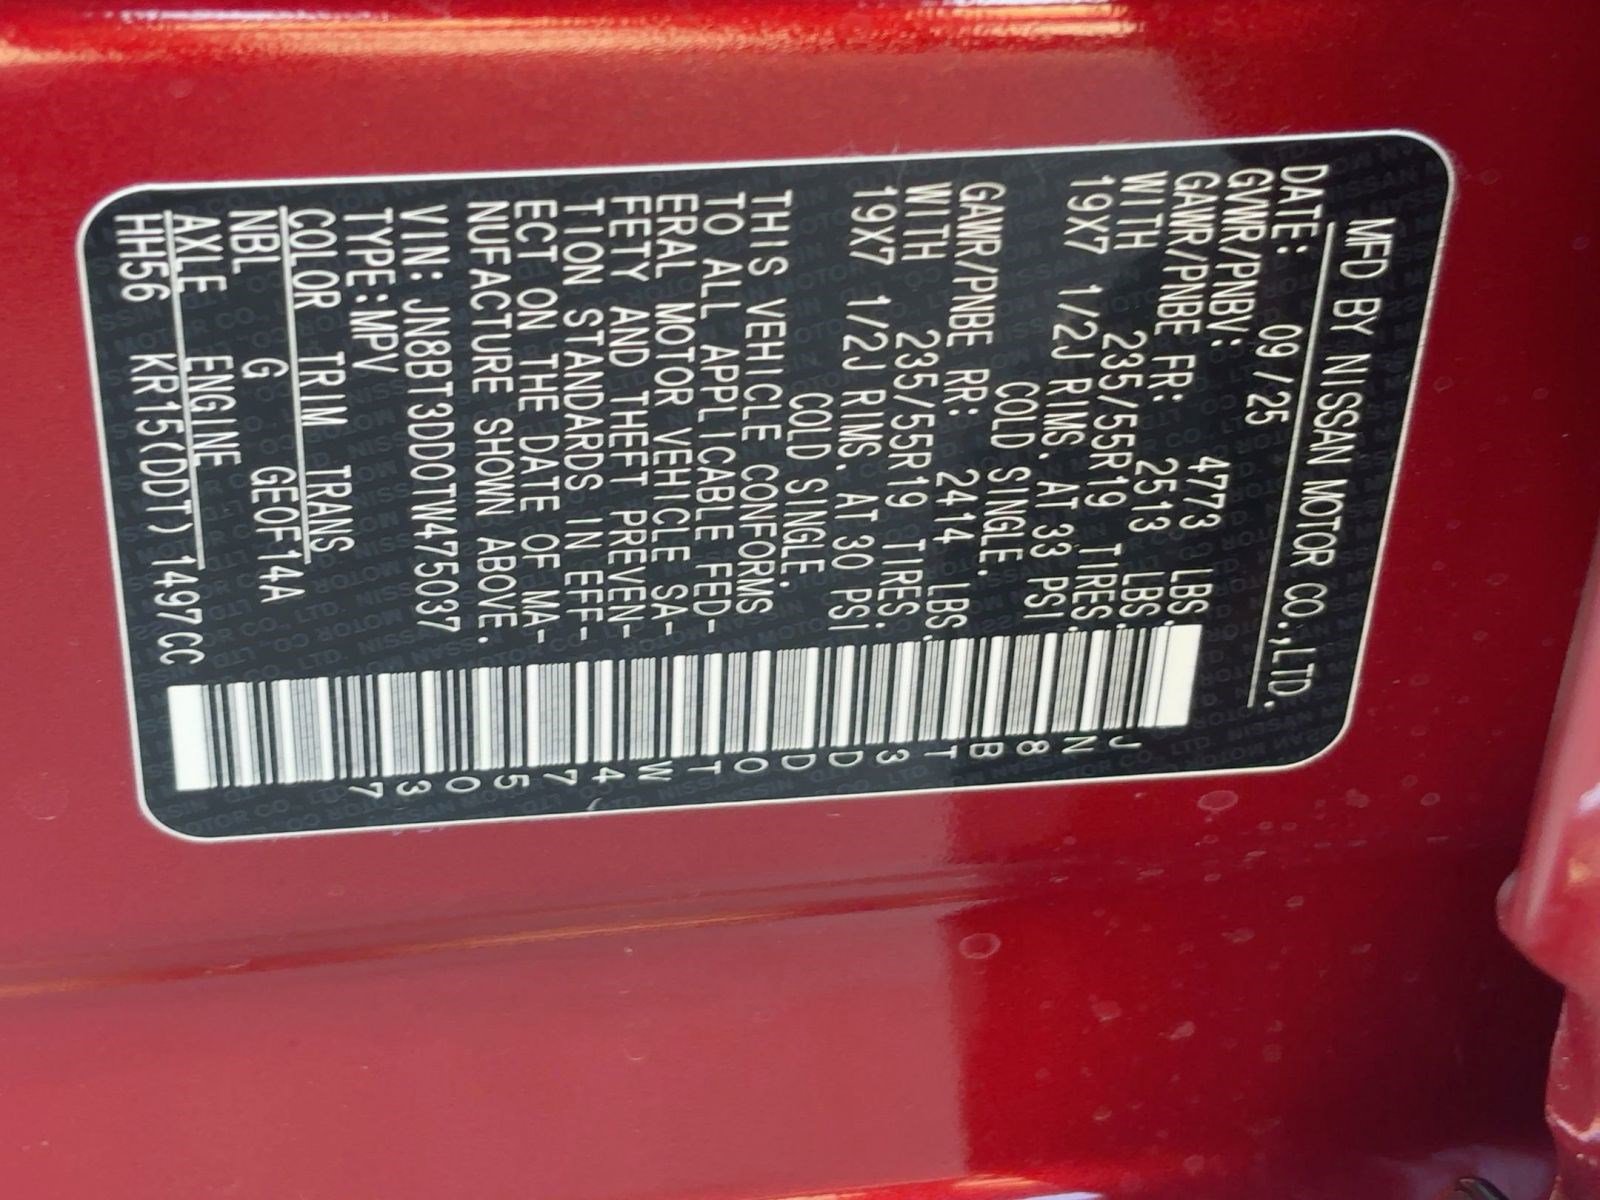 MFD BY NISSAN MOTOR CO.,LTD.
DATE: 09/25
GVWR/PNBV: 4773 LBS.
GAWR/PNBE FR: 2513 LBS.
WITH 235/55R19 TIRES.
19X7 1/2J RIMS. AT 33 PSI
COLD SINGLE.
GAWR/PNBE RR: 2414 LBS.
WITH 235/55R19 TIRES.
19X7 1/2J RIMS. AT 30 PSI
COLD SINGLE.
THIS VEHICLE CONFORMS
TO ALL APPLICABLE FED-
ERAL MOTOR VEHICLE SA-
FETY AND THEFT PREVEN-
TION STANDARDS IN EFF-
ECT ON THE DATE OF MA-
NUFACTURE SHOWN ABOVE.
VIN: JN8BT3DD0TW475037
TYPE:MPV
COLOR TRIM TRANS
NBL G GE0F14A
AXLE ENGINE
HH56 KR15(DDT)1497CC
JN8BT3DD0TW475037